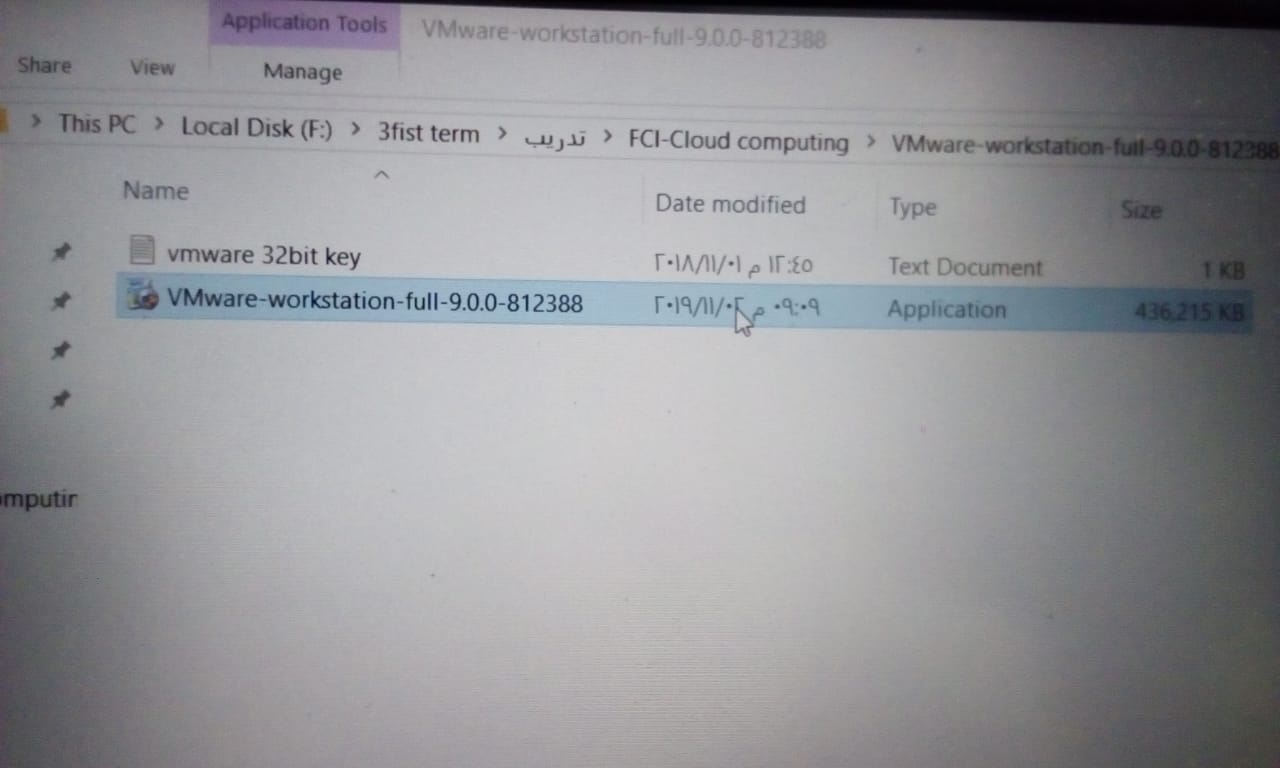 Application Tools VMware-workstation-full-9.0.0-812388
Share View Manage
> This PC > Local Disk (F:) > 3fist term > تدريب > FCI-Cloud computing > VMware-workstation-full-9.0.0-812388
Name Date modified Type Size
vmware 32bit key ٢٠١٨/١١/٠١ م ١٢:٤٥ Text Document 1 KB
VMware-workstation-full-9.0.0-812388 ٢٠١٩/١١/٠٢ م ٠٩:٠٩ Application 436,215 KB
omputin